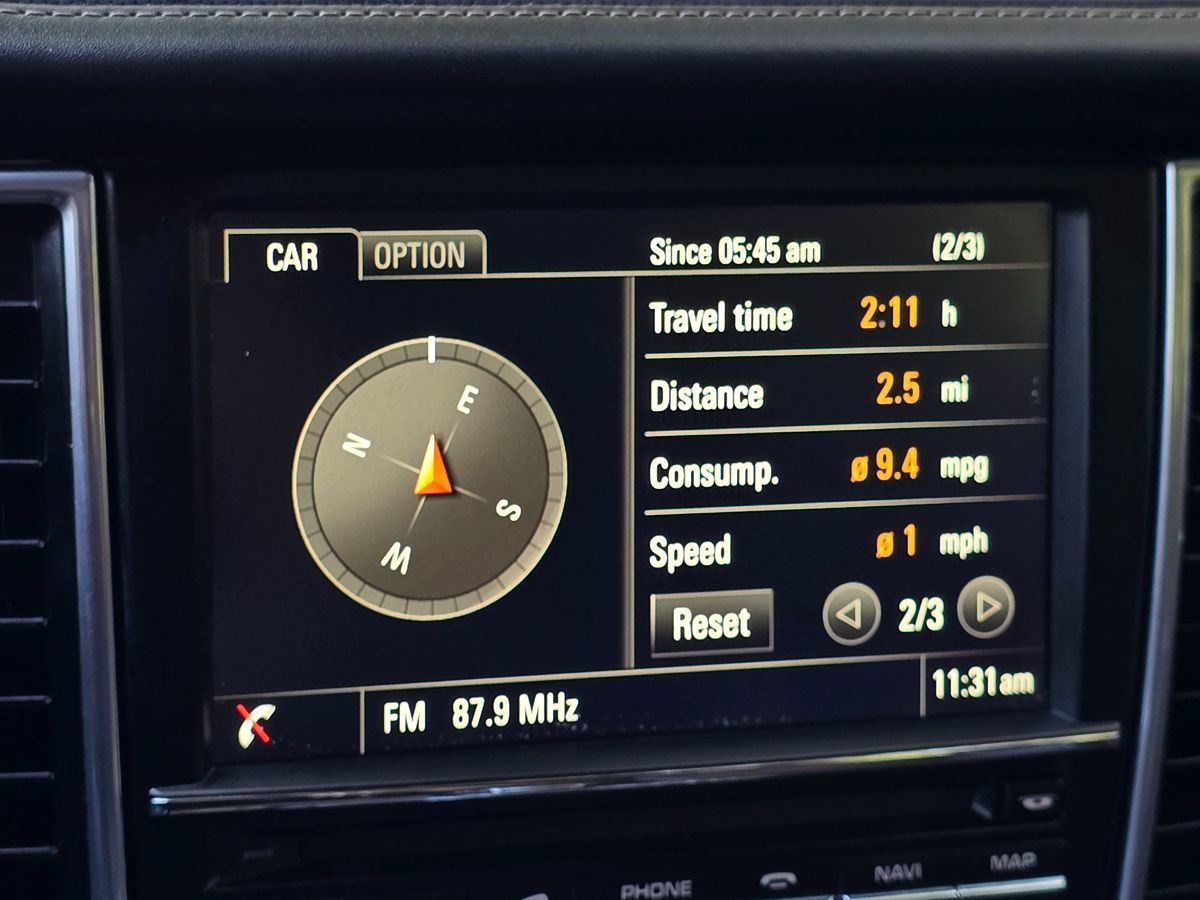 CAR OPTION Since 05:45 am (2/3)
Travel time 2:11 h
Distance 2.5 mi
Consump. ø 9.4 mpg
Speed ø 1 mph
Reset 2/3
N E S W
FM 87.9 MHz 11:31am
PHONE NAVI MAP